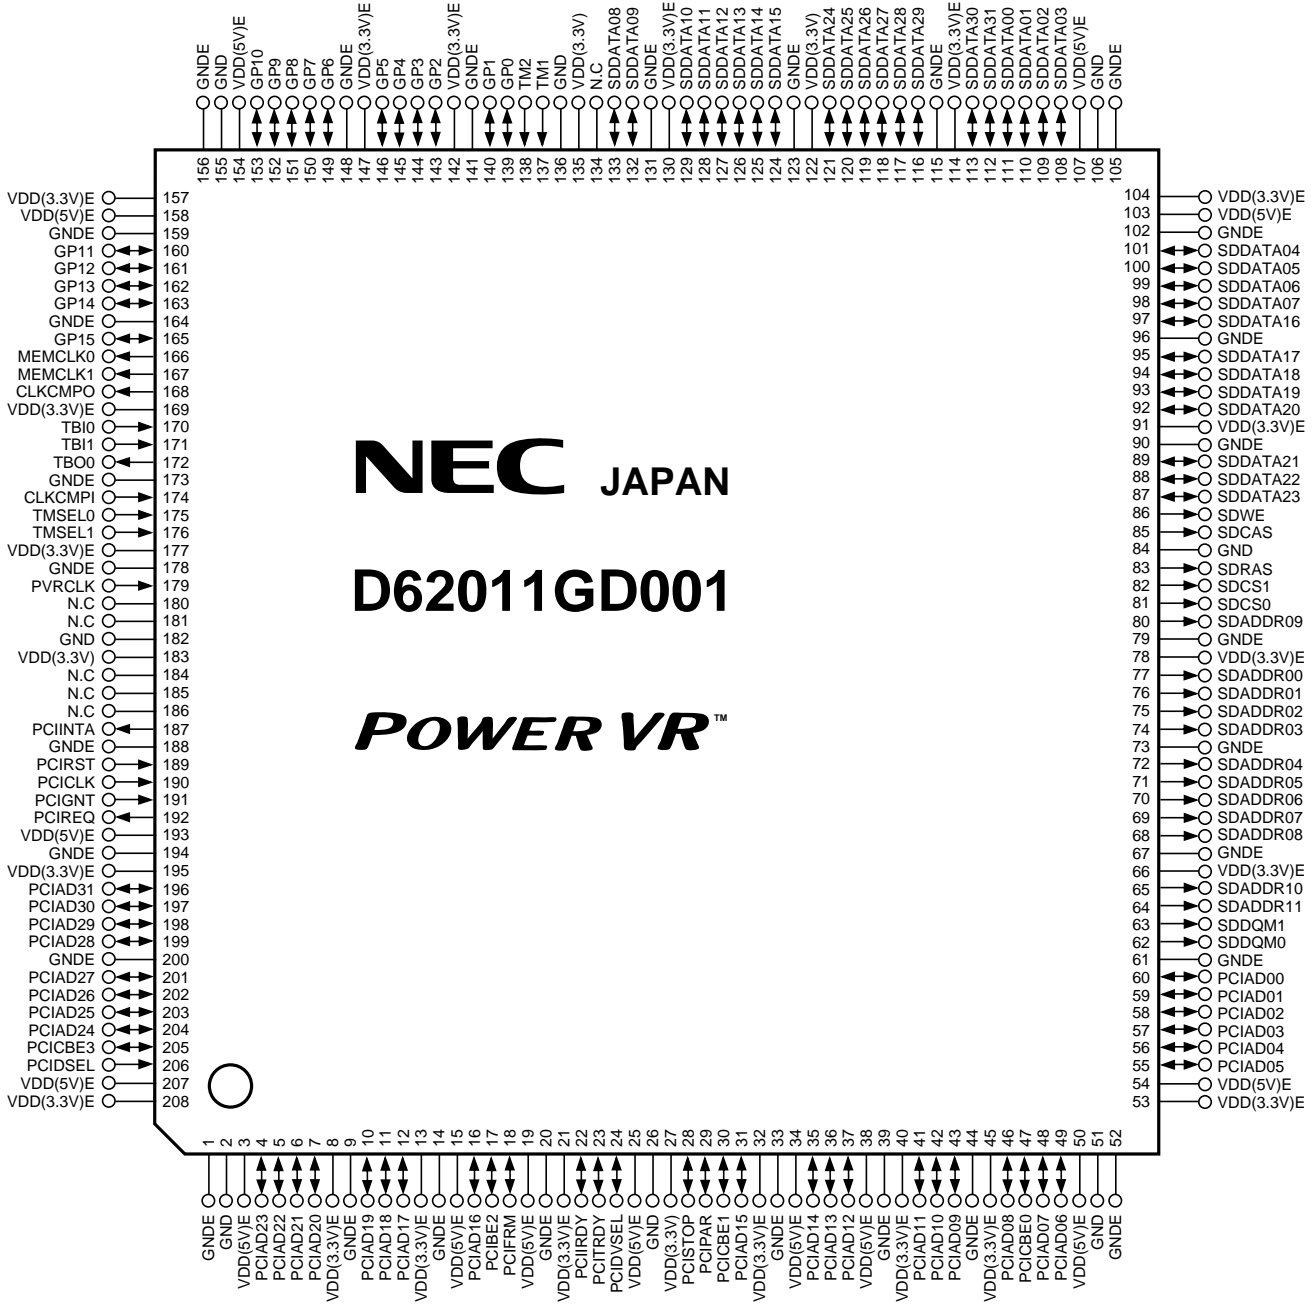 GNDE
GND
VDD(5V)E
GP10
GP9
GP8
GP7
GP6
GNDE
VDD(3.3V)E
GP5
GP4
GP3
GP2
VDD(3.3V)E
GNDE
GP1
GP0
TM2
TM1
GND
VDD(3.3V)
N.C
SDDATA08
SDDATA09
GNDE
VDD(3.3V)E
SDDATA10
SDDATA11
SDDATA12
SDDATA13
SDDATA14
SDDATA15
GNDE
VDD(3.3V)
SDDATA24
SDDATA25
SDDATA26
SDDATA27
SDDATA28
SDDATA29
GNDE
VDD(3.3V)E
SDDATA30
SDDATA31
SDDATA00
SDDATA01
SDDATA02
SDDATA03
VDD(5V)E
GND
GNDE
156 155 154 153 152 151 150 149 148 147 146 145 144 143 142 141 140 139 138 137 136 135 134 133 132 131 130 129 128 127 126 125 124 123 122 121 120 119 118 117 116 115 114 113 112 111 110 109 108 107 106 105
VDD(3.3V)E 157
VDD(5V)E 158
GNDE 159
GP11 160
GP12 161
GP13 162
GP14 163
GNDE 164
GP15 165
MEMCLK0 166
MEMCLK1 167
CLKCMPO 168
VDD(3.3V)E 169
TBI0 170
TBI1 171
TBO0 172
GNDE 173
CLKCMPI 174
TMSEL0 175
TMSEL1 176
VDD(3.3V)E 177
GNDE 178
PVRCLK 179
N.C 180
N.C 181
GND 182
VDD(3.3V) 183
N.C 184
N.C 185
N.C 186
PCIINTA 187
GNDE 188
PCIRST 189
PCICLK 190
PCIGNT 191
PCIREQ 192
VDD(5V)E 193
GNDE 194
VDD(3.3V)E 195
PCIAD31 196
PCIAD30 197
PCIAD29 198
PCIAD28 199
GNDE 200
PCIAD27 201
PCIAD26 202
PCIAD25 203
PCIAD24 204
PCICBE3 205
PCIDSEL 206
VDD(5V)E 207
VDD(3.3V)E 208
NEC JAPAN
D62011GD001
POWER VR™
104 VDD(3.3V)E
103 VDD(5V)E
102 GNDE
101 SDDATA04
100 SDDATA05
99 SDDATA06
98 SDDATA07
97 SDDATA16
96 GNDE
95 SDDATA17
94 SDDATA18
93 SDDATA19
92 SDDATA20
91 VDD(3.3V)E
90 GNDE
89 SDDATA21
88 SDDATA22
87 SDDATA23
86 SDWE
85 SDCAS
84 GND
83 SDRAS
82 SDCS1
81 SDCS0
80 SDADDR09
79 GNDE
78 VDD(3.3V)E
77 SDADDR00
76 SDADDR01
75 SDADDR02
74 SDADDR03
73 GNDE
72 SDADDR04
71 SDADDR05
70 SDADDR06
69 SDADDR07
68 SDADDR08
67 GNDE
66 VDD(3.3V)E
65 SDADDR10
64 SDADDR11
63 SDDQM1
62 SDDQM0
61 GNDE
60 PCIAD00
59 PCIAD01
58 PCIAD02
57 PCIAD03
56 PCIAD04
55 PCIAD05
54 VDD(5V)E
53 VDD(3.3V)E
1 2 3 4 5 6 7 8 9 10 11 12 13 14 15 16 17 18 19 20 21 22 23 24 25 26 27 28 29 30 31 32 33 34 35 36 37 38 39 40 41 42 43 44 45 46 47 48 49 50 51 52
GNDE
GND
VDD(5V)E
PCIAD23
PCIAD22
PCIAD21
PCIAD20
VDD(3.3V)E
GNDE
PCIAD19
PCIAD18
PCIAD17
VDD(3.3V)E
GNDE
VDD(5V)E
PCIAD16
PCIBE2
PCIFRM
VDD(5V)E
GNDE
VDD(3.3V)E
PCIIRDY
PCITRDY
PCIDVSEL
VDD(5V)E
GND
VDD(3.3V)
PCISTOP
PCIPAR
PCICBE1
PCIAD15
VDD(3.3V)E
GNDE
VDD(5V)E
PCIAD14
PCIAD13
PCIAD12
VDD(5V)E
GNDE
VDD(3.3V)E
PCIAD11
PCIAD10
PCIAD09
GNDE
VDD(3.3V)E
PCIAD08
PCICBE0
PCIAD07
PCIAD06
VDD(5V)E
GND
GNDE